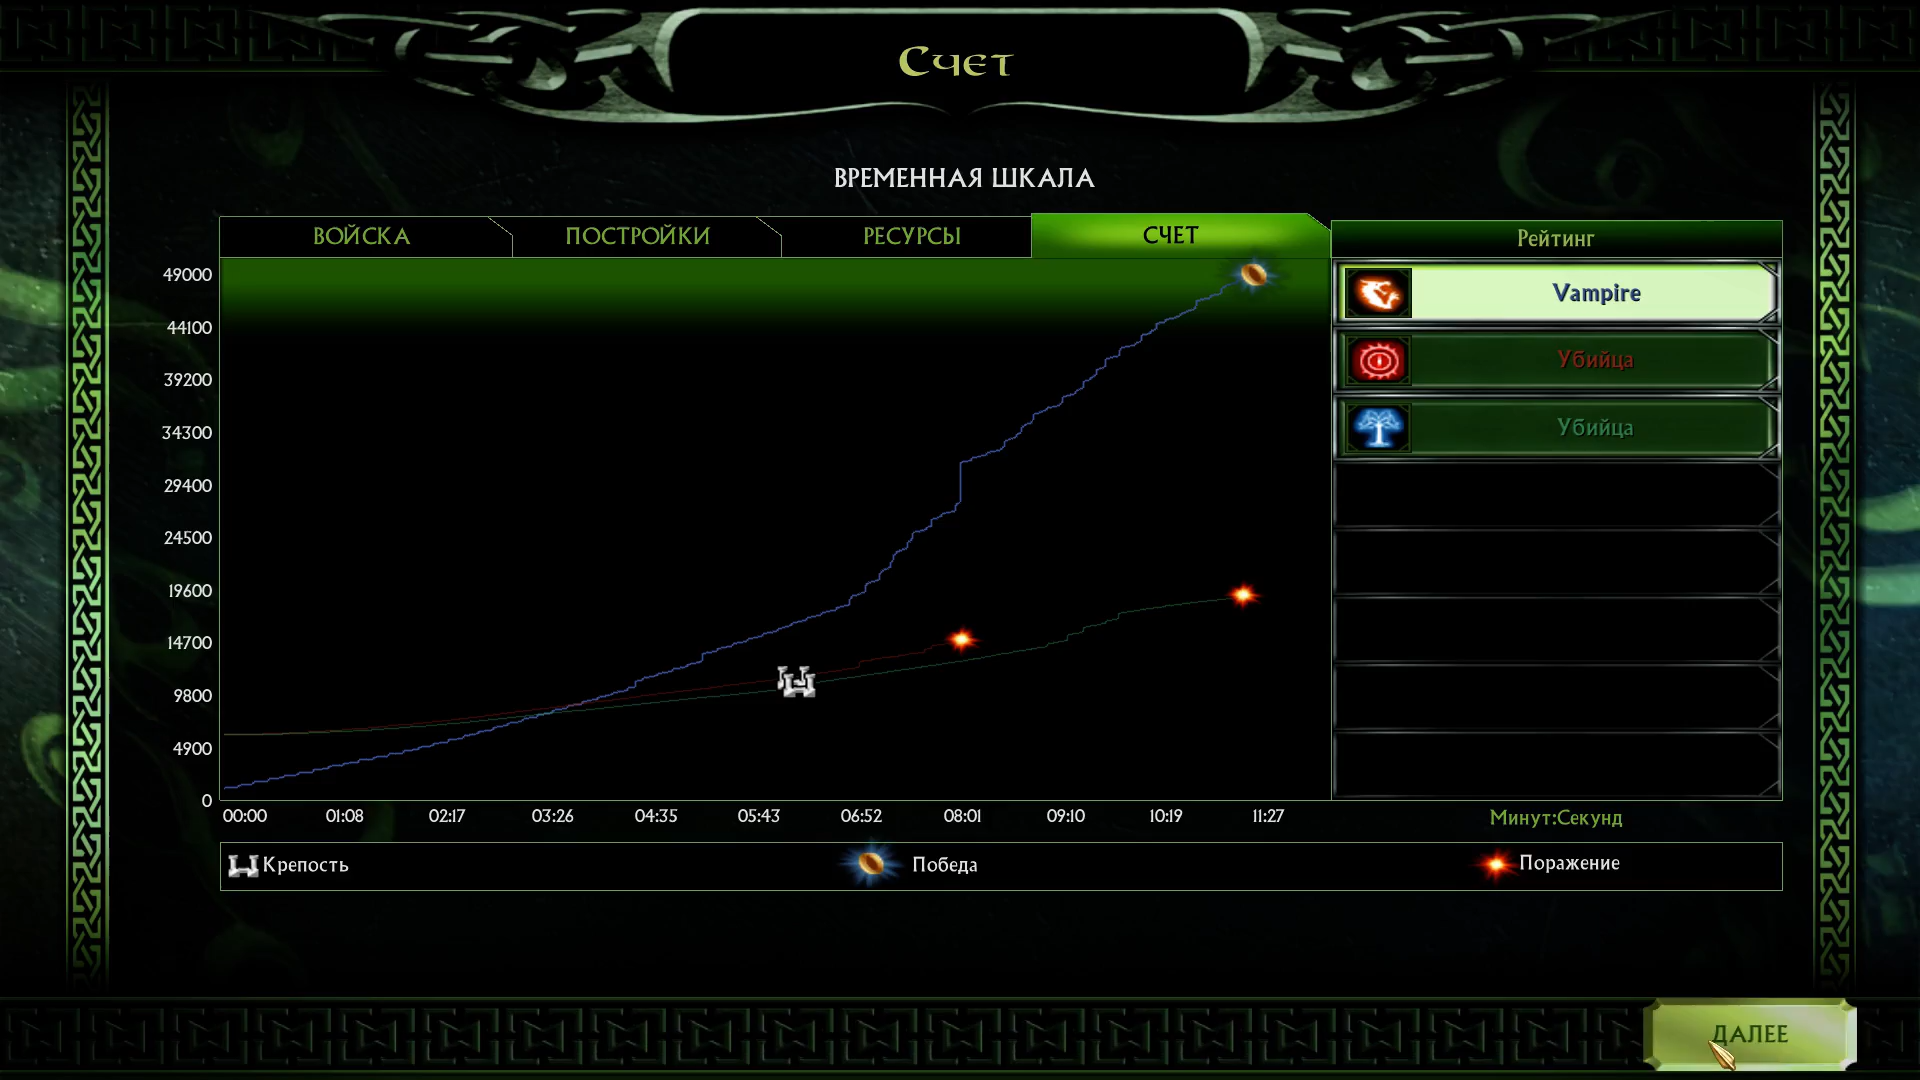 Счет
ВРЕМЕННАЯ ШКАЛА
ВОЙСКА
ПОСТРОЙКИ
РЕСУРСЫ
СЧЕТ
Рейтинг
Vampire
Убийца
Убийца
49000
44100
39200
34300
29400
24500
19600
14700
9800
4900
0
00:00
01:08
02:17
03:26
04:35
05:43
06:52
08:01
09:10
10:19
11:27
Минут:Секунд
Крепость
Победа
Поражение
ДАЛЕЕ